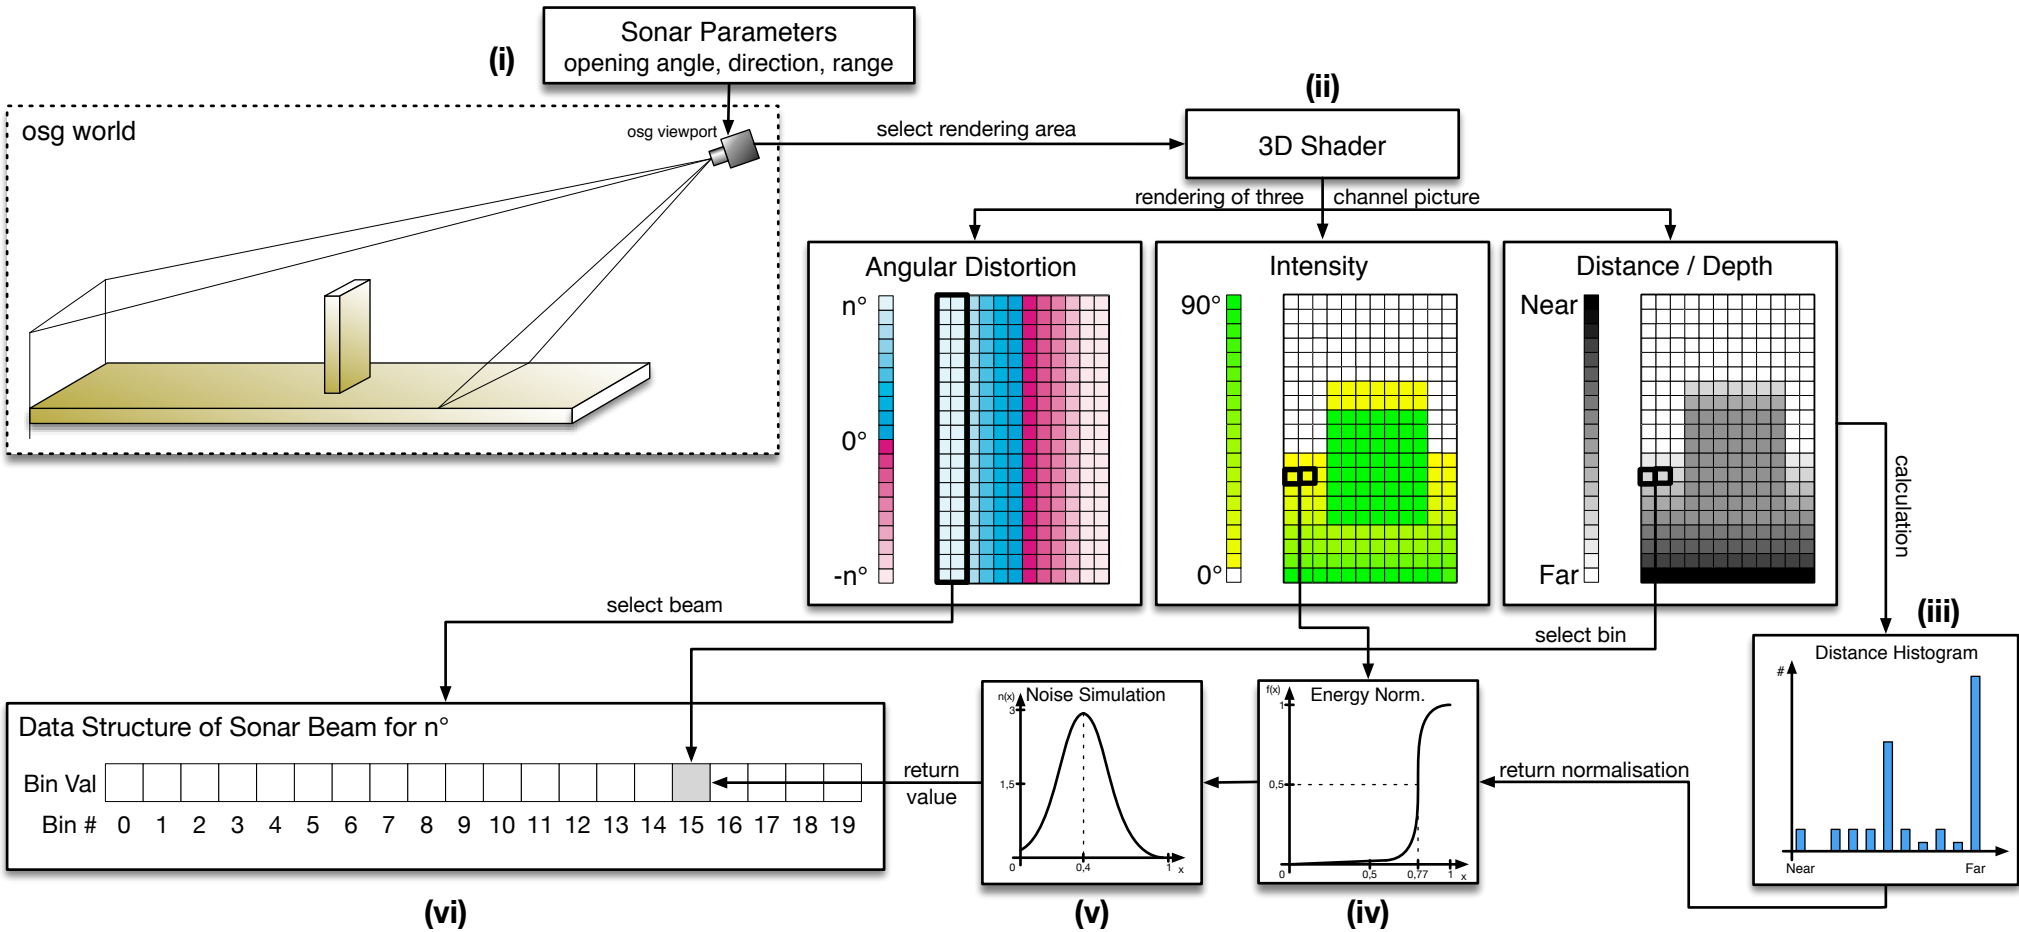 Sonar Parameters
opening angle, direction, range
(i)
(ii)
osg world
osg viewport
select rendering area
3D Shader
rendering of three
channel picture
Angular Distortion
n°
0°
-n°
Intensity
90°
0°
Distance / Depth
Near
Far
calculation
select beam
select bin
(iii)
Distance Histogram
#
Near
Far
Data Structure of Sonar Beam for n°
Bin Val
Bin #
0 1 2 3 4 5 6 7 8 9 10 11 12 13 14 15 16 17 18 19
return
value
n(x)
Noise Simulation
3
1,5
0
0,4
1
x
f(x)
Energy Norm.
1
0,5
0
0,5
0,77
1
x
return normalisation
(vi)
(v)
(iv)